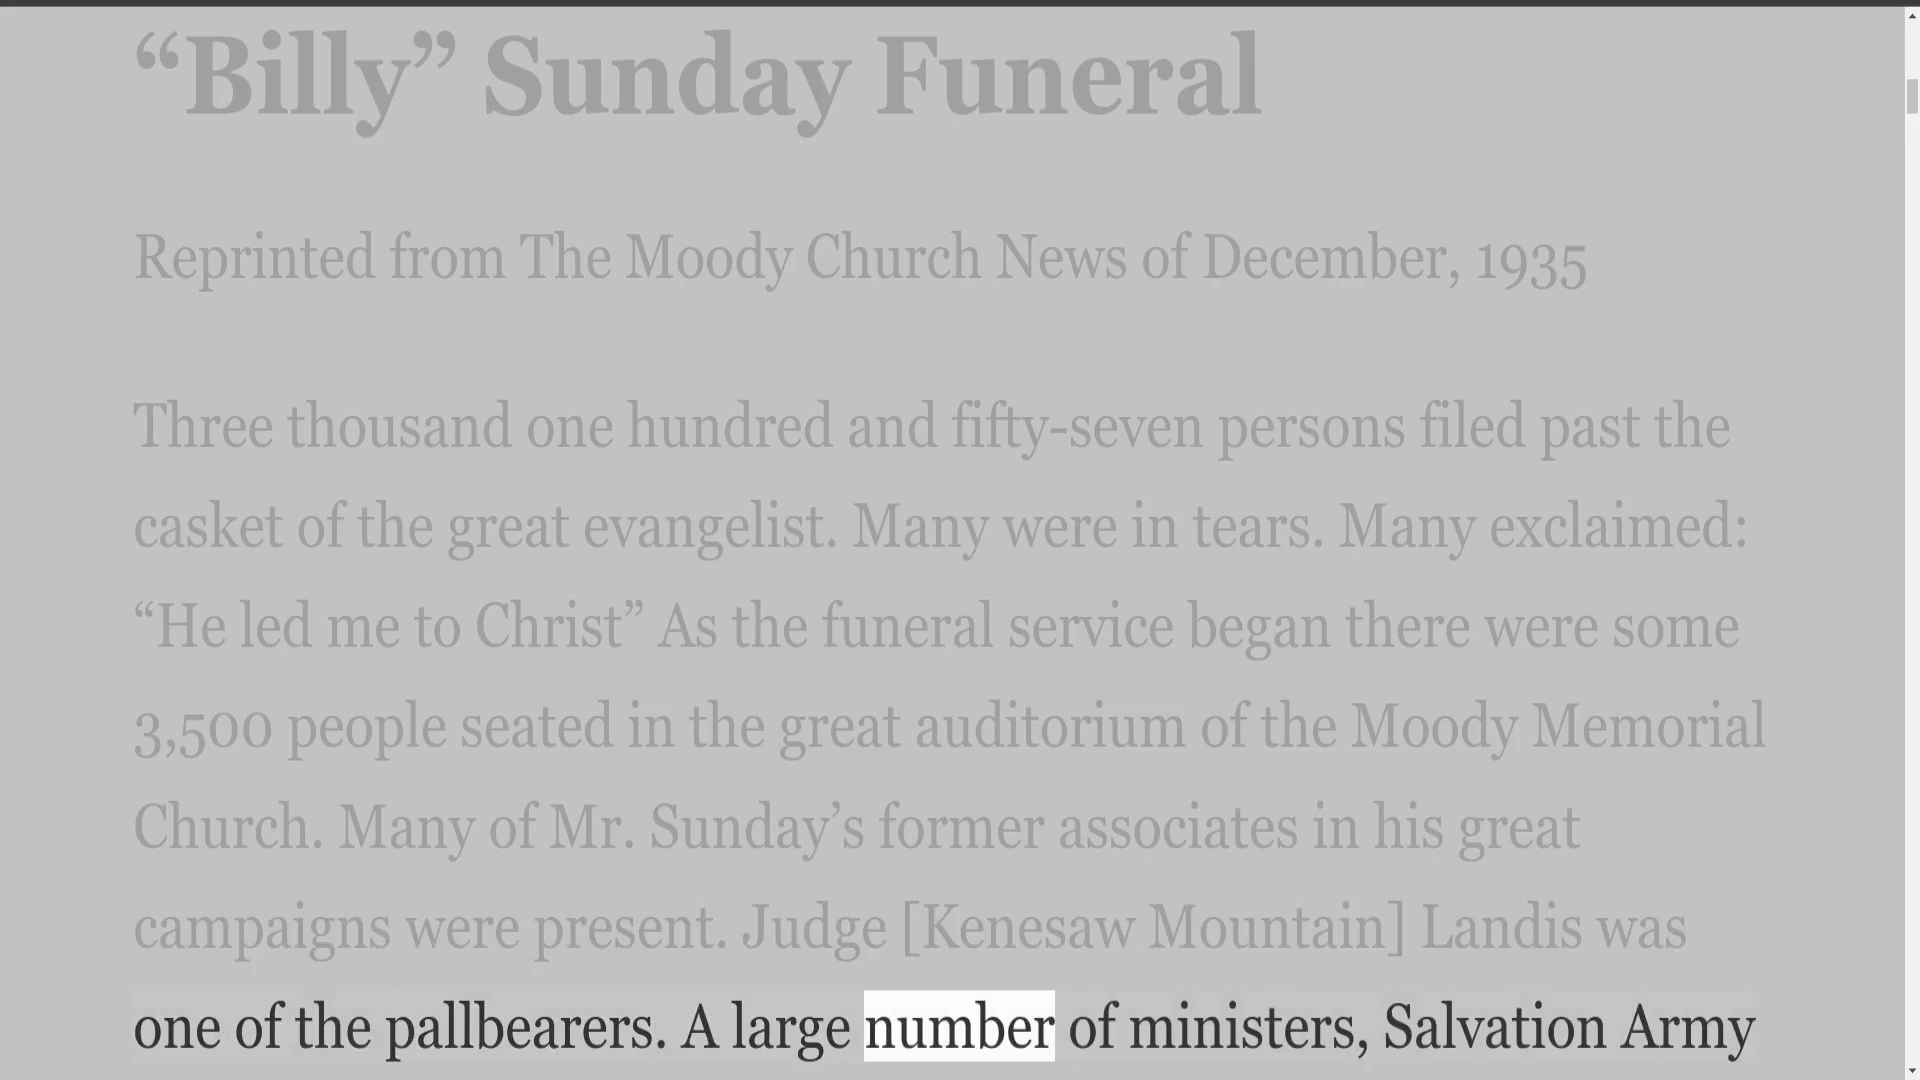 “Billy” Sunday Funeral
Reprinted from The Moody Church News of December, 1935
Three thousand one hundred and fifty-seven persons filed past the
casket of the great evangelist. Many were in tears. Many exclaimed:
“He led me to Christ” As the funeral service began there were some
3,500 people seated in the great auditorium of the Moody Memorial
Church. Many of Mr. Sunday’s former associates in his great
campaigns were present. Judge [Kenesaw Mountain] Landis was
one of the pallbearers. A large number of ministers, Salvation Army